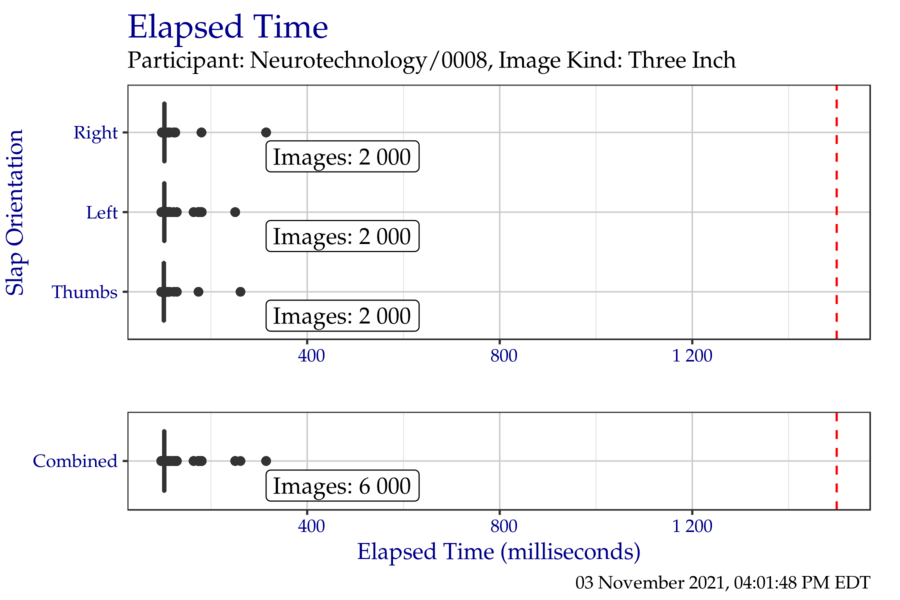 Elapsed Time
Participant: Neurotechnology/0008, Image Kind: Three Inch
Slap Orientation
Right
Images: 2 000
Left
Images: 2 000
Thumbs
Images: 2 000
400 800 1 200
Combined
Images: 6 000
400 800 1 200
Elapsed Time (milliseconds)
03 November 2021, 04:01:48 PM EDT